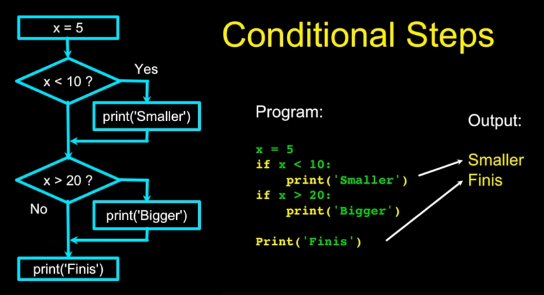 Conditional Steps
x = 5
x < 10 ?
Yes
print('Smaller')
x > 20 ?
No
print('Bigger')
print('Finis')
Program:
x = 5
if x < 10:
    print('Smaller')
if x > 20:
    print('Bigger')
Print('Finis')
Output:
Smaller
Finis